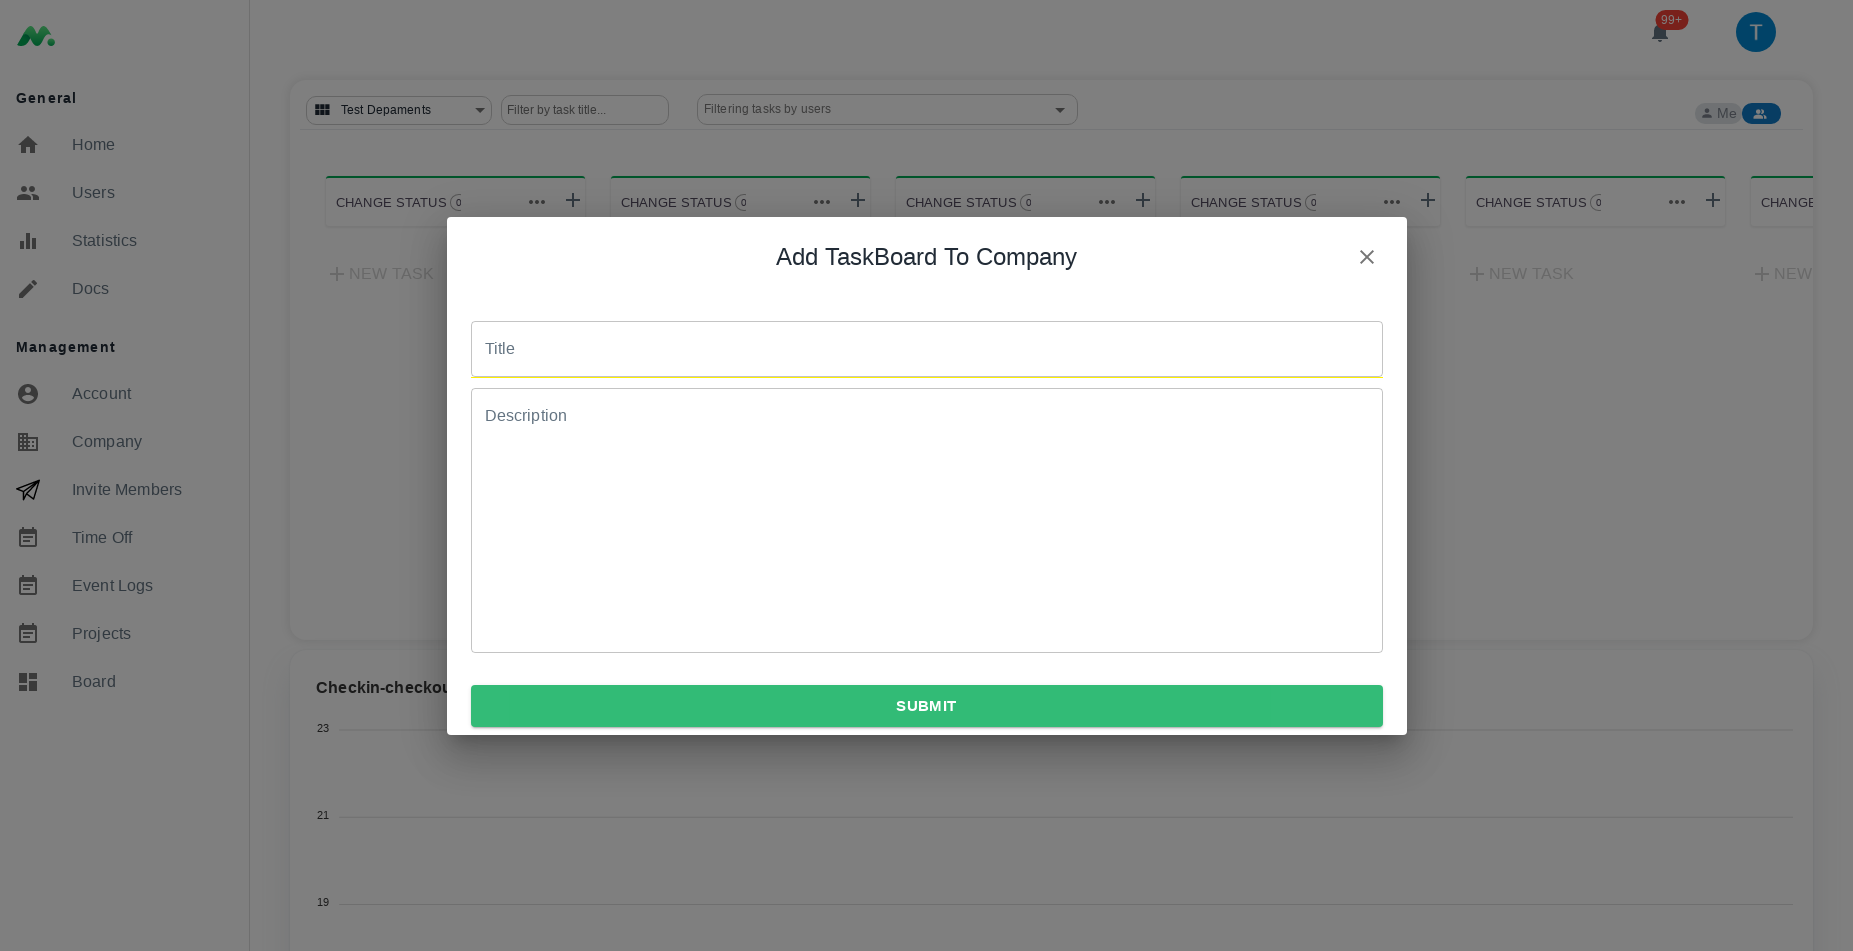 99+
T
General
Home
Users
Statistics
Docs
Management
Account
Company
Invite Members
Time Off
Event Logs
Projects
Board
Test Depaments
Filter by task title...
Filtering tasks by users
Me
CHANGE STATUS 0
CHANGE STATUS 0
CHANGE STATUS 0
CHANGE STATUS 0
CHANGE STATUS 0
CHANGE
NEW TASK
NEW TASK
NEW
Add TaskBoard To Company
Title
Description
SUBMIT
Checkin-checkou
23
21
19